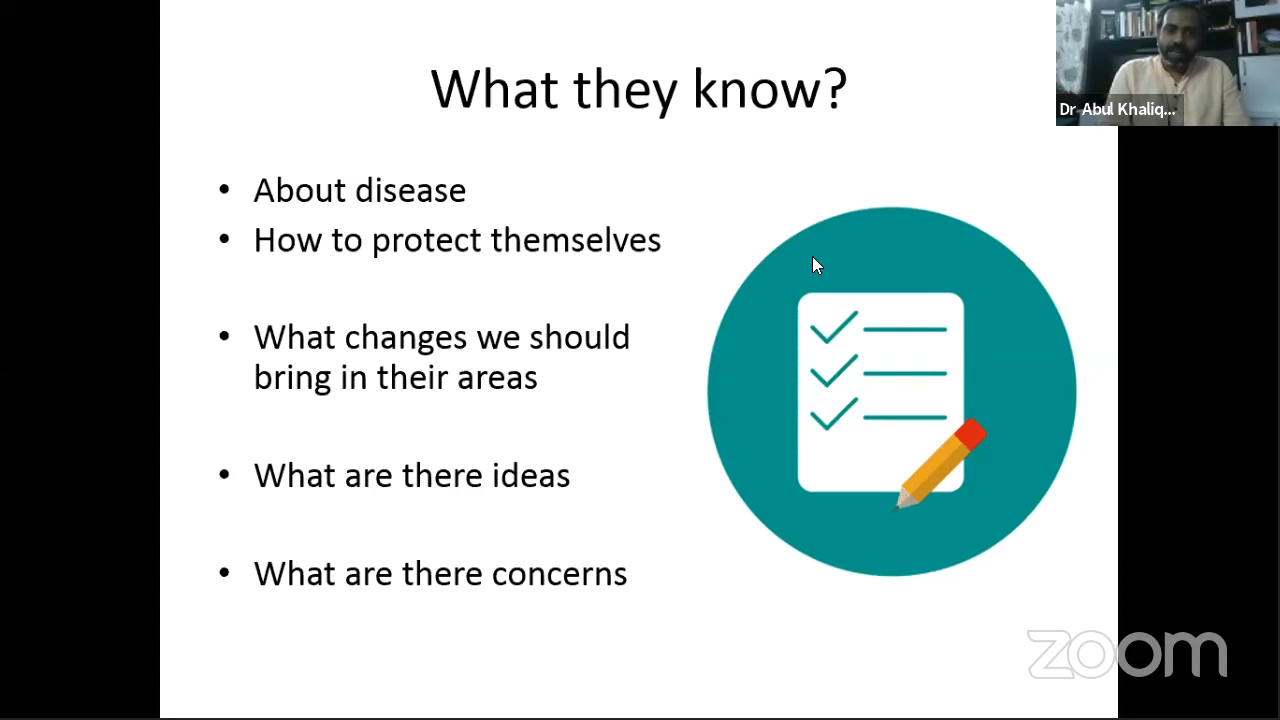 What they know?
Dr Abul Khaliq...
• About disease
• How to protect themselves
• What changes we should
bring in their areas
• What are there ideas
• What are there concerns
zoom